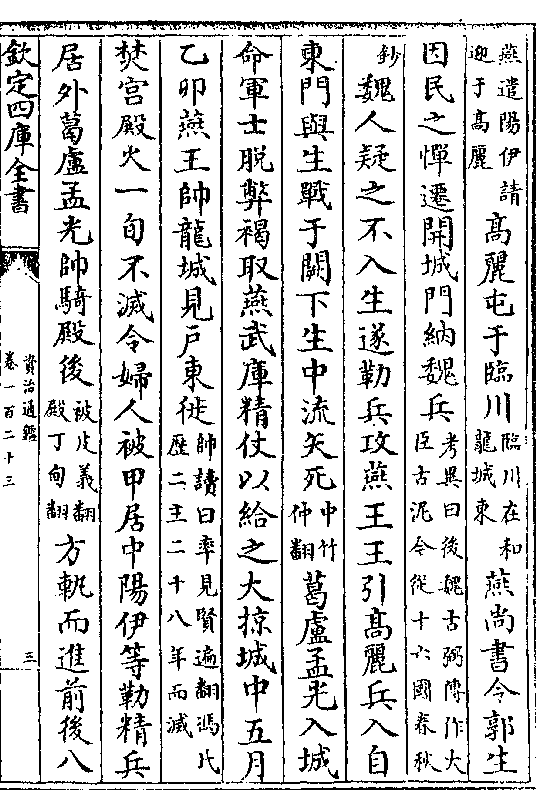 燕遣陽伊請
迎于高麗
髙麗屯于臨川
臨川在和
龍城東
燕尚書令郭生
因民之憚遷開城門納魏兵
考異曰後魏古弼傳作大
臣古泥今從十六國春秋
鈔
魏人疑之不入生遂勒兵攻燕王王引髙麗兵入自
東門與生戰于闕下生中流矢死
中竹
仲翻
葛盧孟光入城
命軍士脱弊褐取燕武庫精仗以給之大掠城中五月
乙卯燕王帥龍城見戸東徙
帥讀曰率見賢遍翻馮氏
歴二主二十八年而滅
焚宮殿火一旬不滅令婦人被甲居中陽伊等勒精兵
居外葛盧孟光帥騎殿後
被皮義翻
殿丁甸翻
方軌而進前後八
欽定四庫全書
資治通鑑
卷一百二十三
三